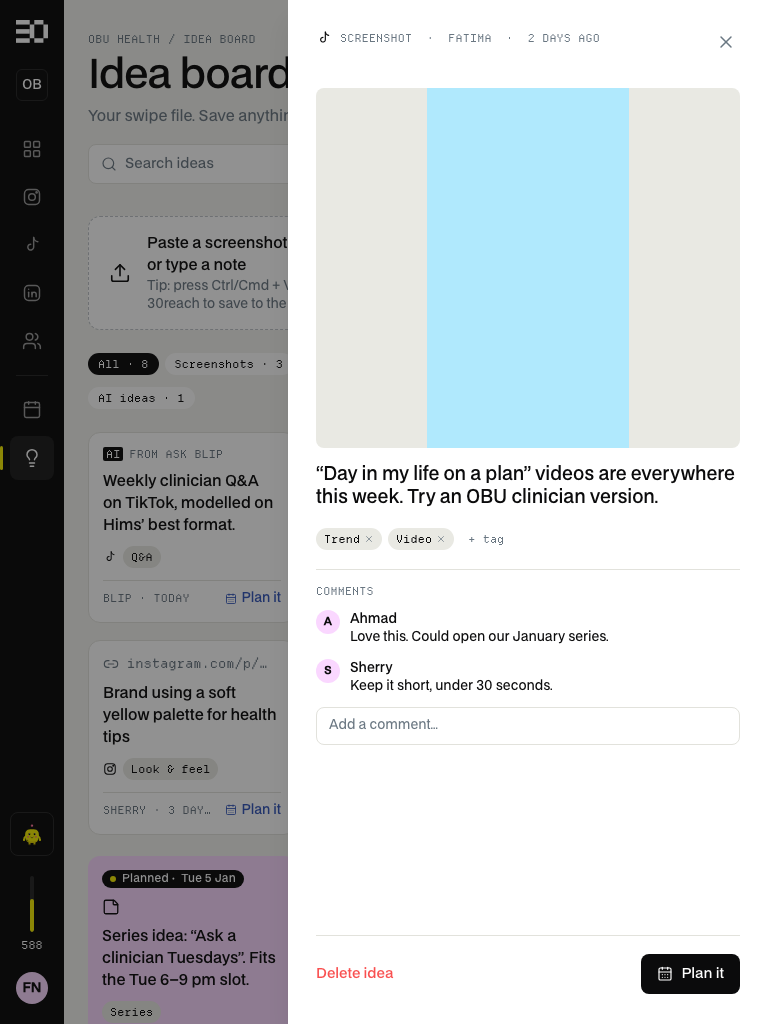 30
OBU HEALTH / IDEA BOARD
Idea board
Your swipe file. Save anythin
OB
Search ideas
Paste a screenshot
or type a note
Tip: press Ctrl/Cmd + V
30reach to save to the
All · 8
Screenshots · 3
AI ideas · 1
AI FROM ASK BLIP
Weekly clinician Q&A
on TikTok, modelled on
Hims’ best format.
Q&A
BLIP · TODAY
Plan it
instagram.com/p/…
Brand using a soft
yellow palette for health
tips
Look & feel
SHERRY · 3 DAY…
Plan it
Planned · Tue 5 Jan
Series idea: “Ask a
clinician Tuesdays”. Fits
the Tue 6–9 pm slot.
Series
588
FN
SCREENSHOT · FATIMA · 2 DAYS AGO
“Day in my life on a plan” videos are everywhere
this week. Try an OBU clinician version.
Trend
Video
+ tag
COMMENTS
A
Ahmad
Love this. Could open our January series.
S
Sherry
Keep it short, under 30 seconds.
Add a comment…
Delete idea
Plan it